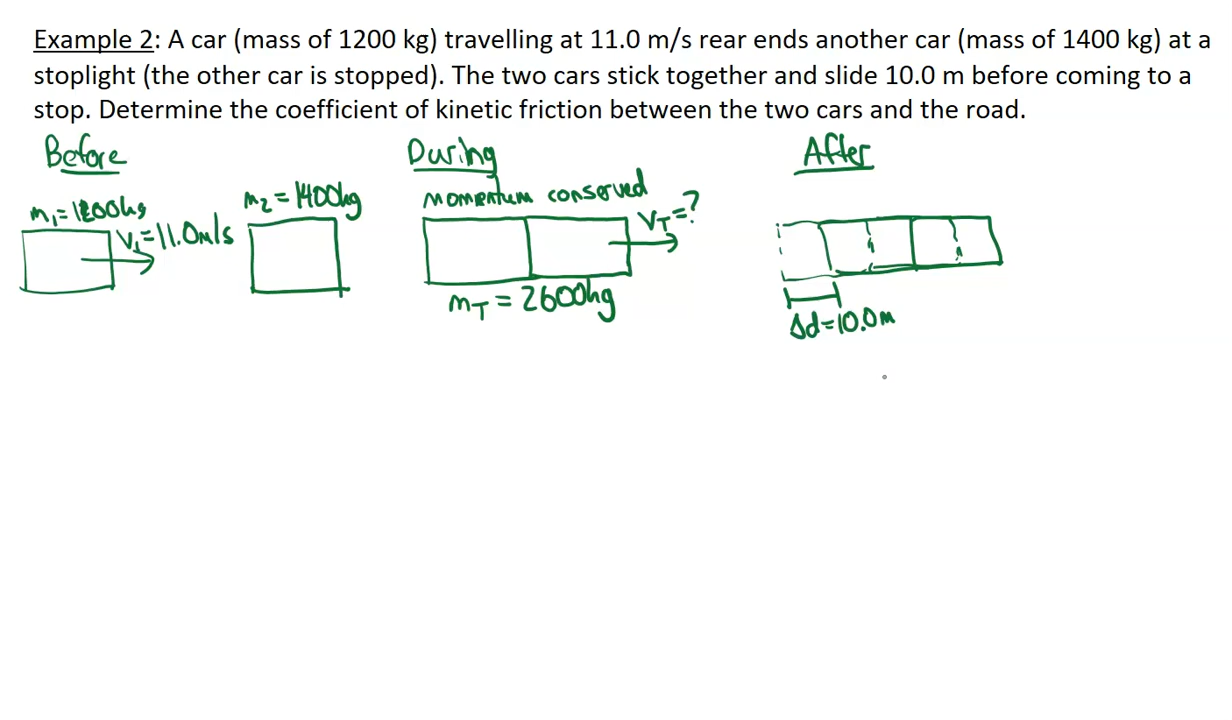 Example 2: A car (mass of 1200 kg) travelling at 11.0 m/s rear ends another car (mass of 1400 kg) at a
stoplight (the other car is stopped). The two cars stick together and slide 10.0 m before coming to a
stop. Determine the coefficient of kinetic friction between the two cars and the road.
Before
During
After
m₁=1200kg
m₂=1400kg
momentum conserved
v₁=11.0m/s
v_T=?
m_T=2600kg
Δd=10.0m